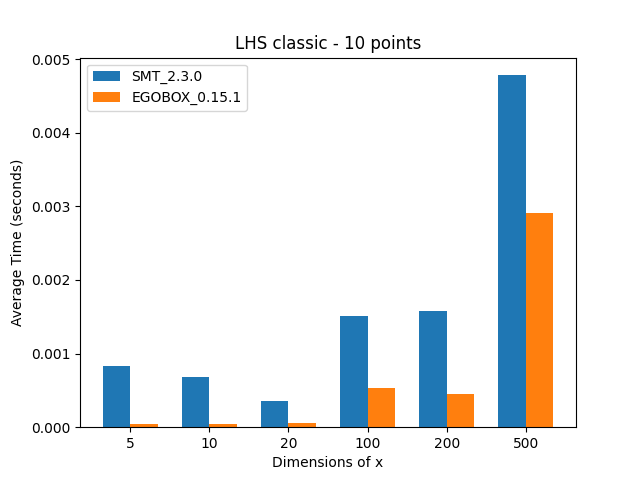 LHS classic - 10 points
SMT_2.3.0
EGOBOX_0.15.1
Average Time (seconds)
0.005
0.004
0.003
0.002
0.001
0.000
5 10 20 100 200 500
Dimensions of x